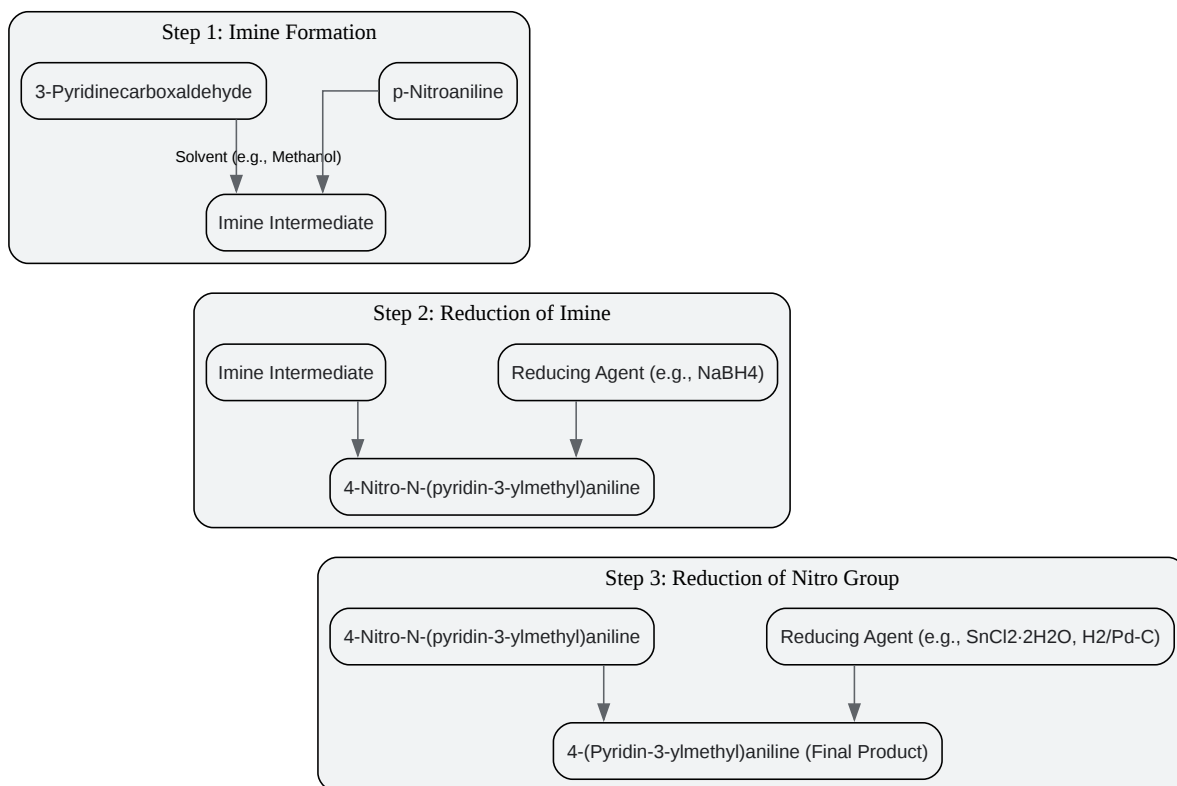 Step 1: Imine Formation
3-Pyridinecarboxaldehyde
p-Nitroaniline
Solvent (e.g., Methanol)
Imine Intermediate
Step 2: Reduction of Imine
Imine Intermediate
Reducing Agent (e.g., NaBH4)
4-Nitro-N-(pyridin-3-ylmethyl)aniline
Step 3: Reduction of Nitro Group
4-Nitro-N-(pyridin-3-ylmethyl)aniline
Reducing Agent (e.g., SnCl2·2H2O, H2/Pd-C)
4-(Pyridin-3-ylmethyl)aniline (Final Product)